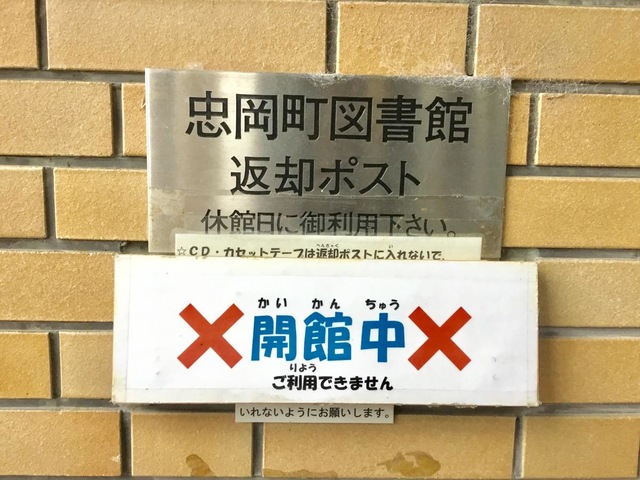 忠岡町図書館
返却ポスト
休館日に御利用下さい。
☆CD・カセットテープは返却ポストに入れないで、
かいかんちゅう
×開館中×
りよう
ご利用できません
いれないようにお願いします。